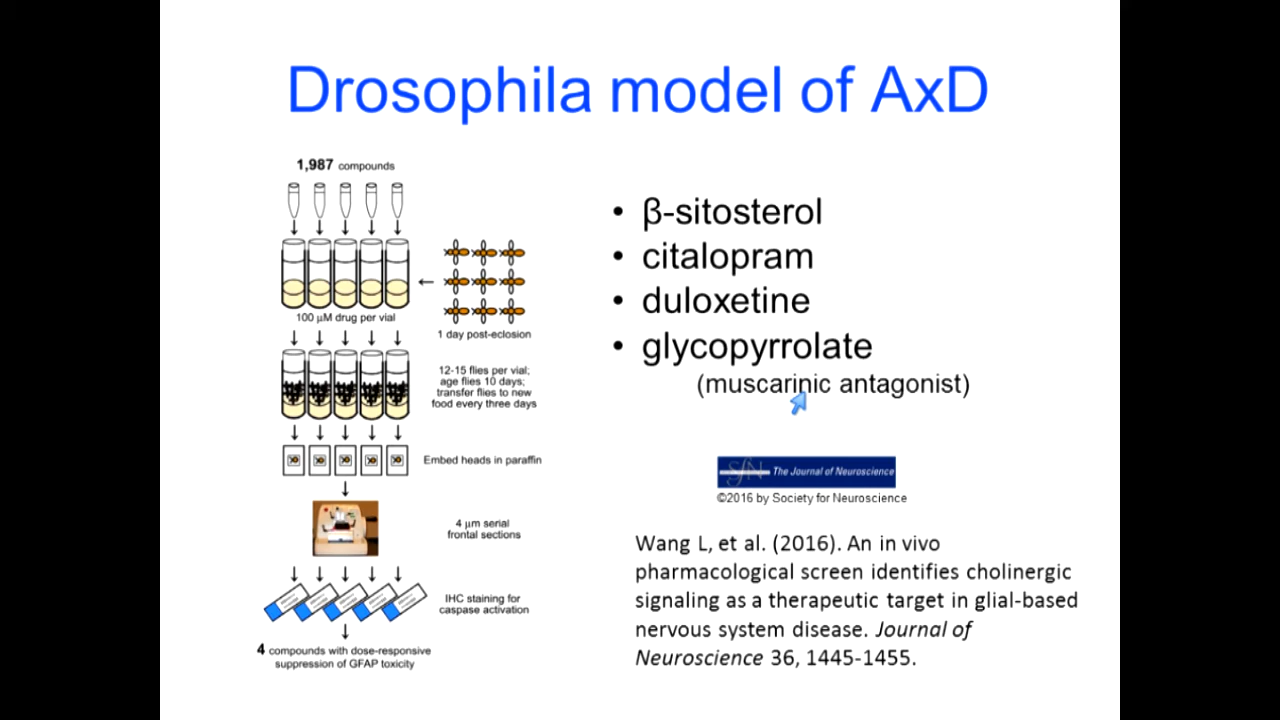 Drosophila model of AxD
1,987 compounds
100 μM drug per vial
1 day post-eclosion
12-15 flies per vial;
age flies 10 days;
transfer flies to new
food every three days
Embed heads in paraffin
4 μm serial
frontal sections
IHC staining for
caspase activation
4 compounds with dose-responsive
suppression of GFAP toxicity
• β-sitosterol
• citalopram
• duloxetine
• glycopyrrolate
(muscarinic antagonist)
SfN The Journal of Neuroscience
©2016 by Society for Neuroscience
Wang L, et al. (2016). An in vivo
pharmacological screen identifies cholinergic
signaling as a therapeutic target in glial-based
nervous system disease. Journal of
Neuroscience 36, 1445-1455.